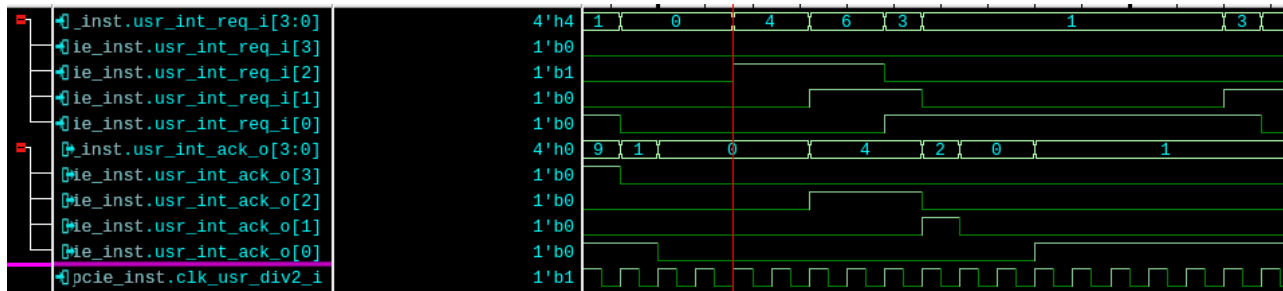 _inst.usr_int_req_i[3:0] 4'h4 1 0 4 6 3 1 3
ie_inst.usr_int_req_i[3] 1'b0
ie_inst.usr_int_req_i[2] 1'b1
ie_inst.usr_int_req_i[1] 1'b0
ie_inst.usr_int_req_i[0] 1'b0
_inst.usr_int_ack_o[3:0] 4'h0 9 1 0 4 2 0 1
ie_inst.usr_int_ack_o[3] 1'b0
ie_inst.usr_int_ack_o[2] 1'b0
ie_inst.usr_int_ack_o[1] 1'b0
ie_inst.usr_int_ack_o[0] 1'b0
pcie_inst.clk_usr_div2_i 1'b1